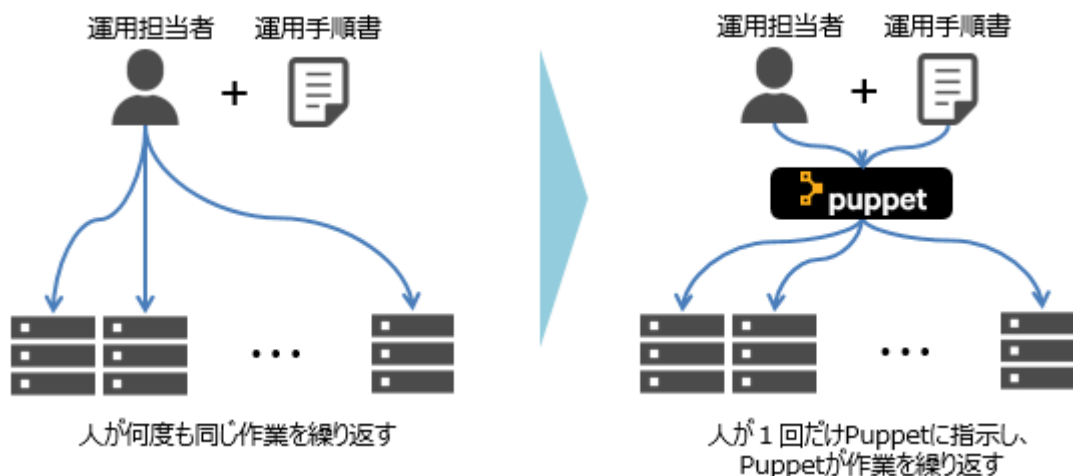 運用担当者 運用手順書
+
人が何度も同じ作業を繰り返す
運用担当者 運用手順書
+
puppet
人が1回だけPuppetに指示し、
Puppetが作業を繰り返す